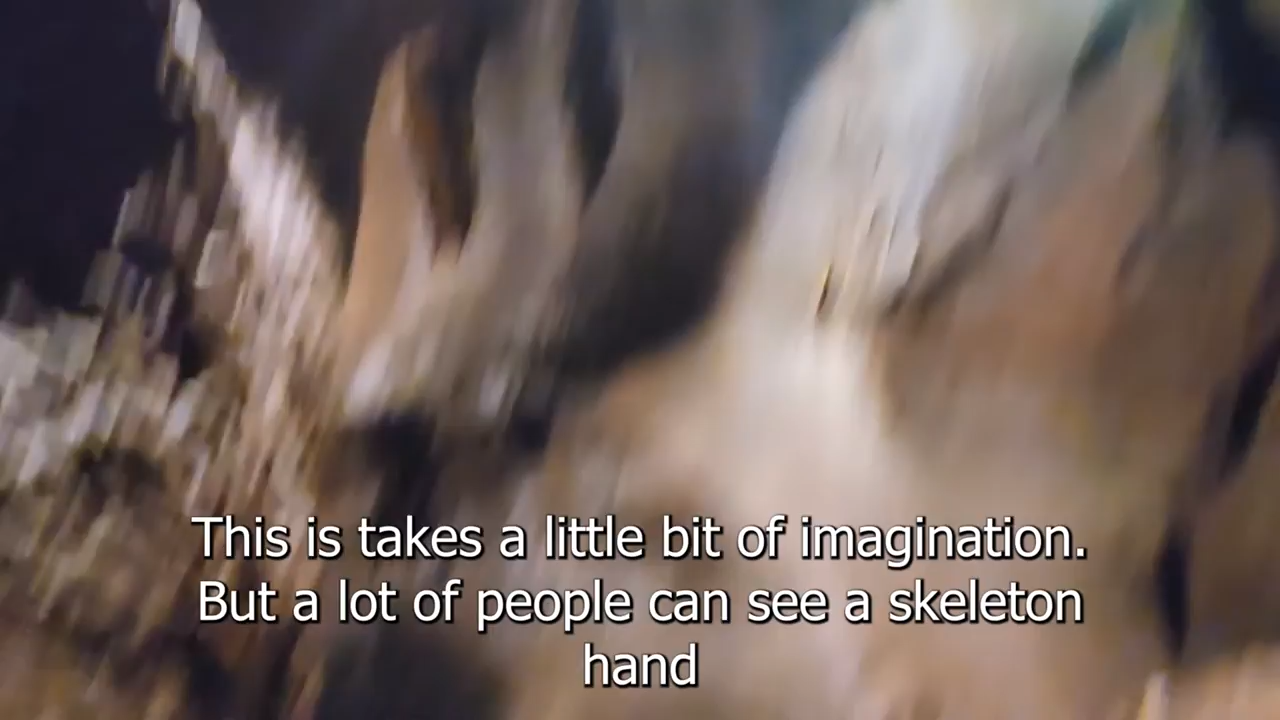 This is takes a little bit of imagination.
But a lot of people can see a skeleton
hand